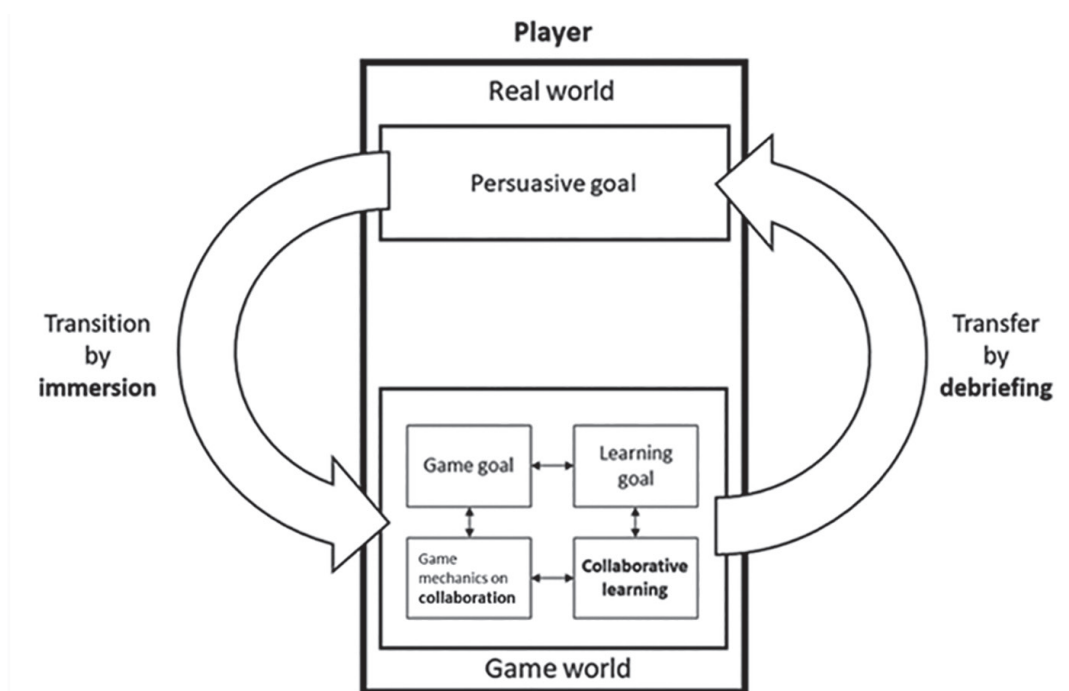 Player
Real world
Persuasive goal
Transition
by
immersion
Transfer
by
debriefing
Game goal
Learning
goal
Game
mechanics on
collaboration
Collaborative
learning
Game world